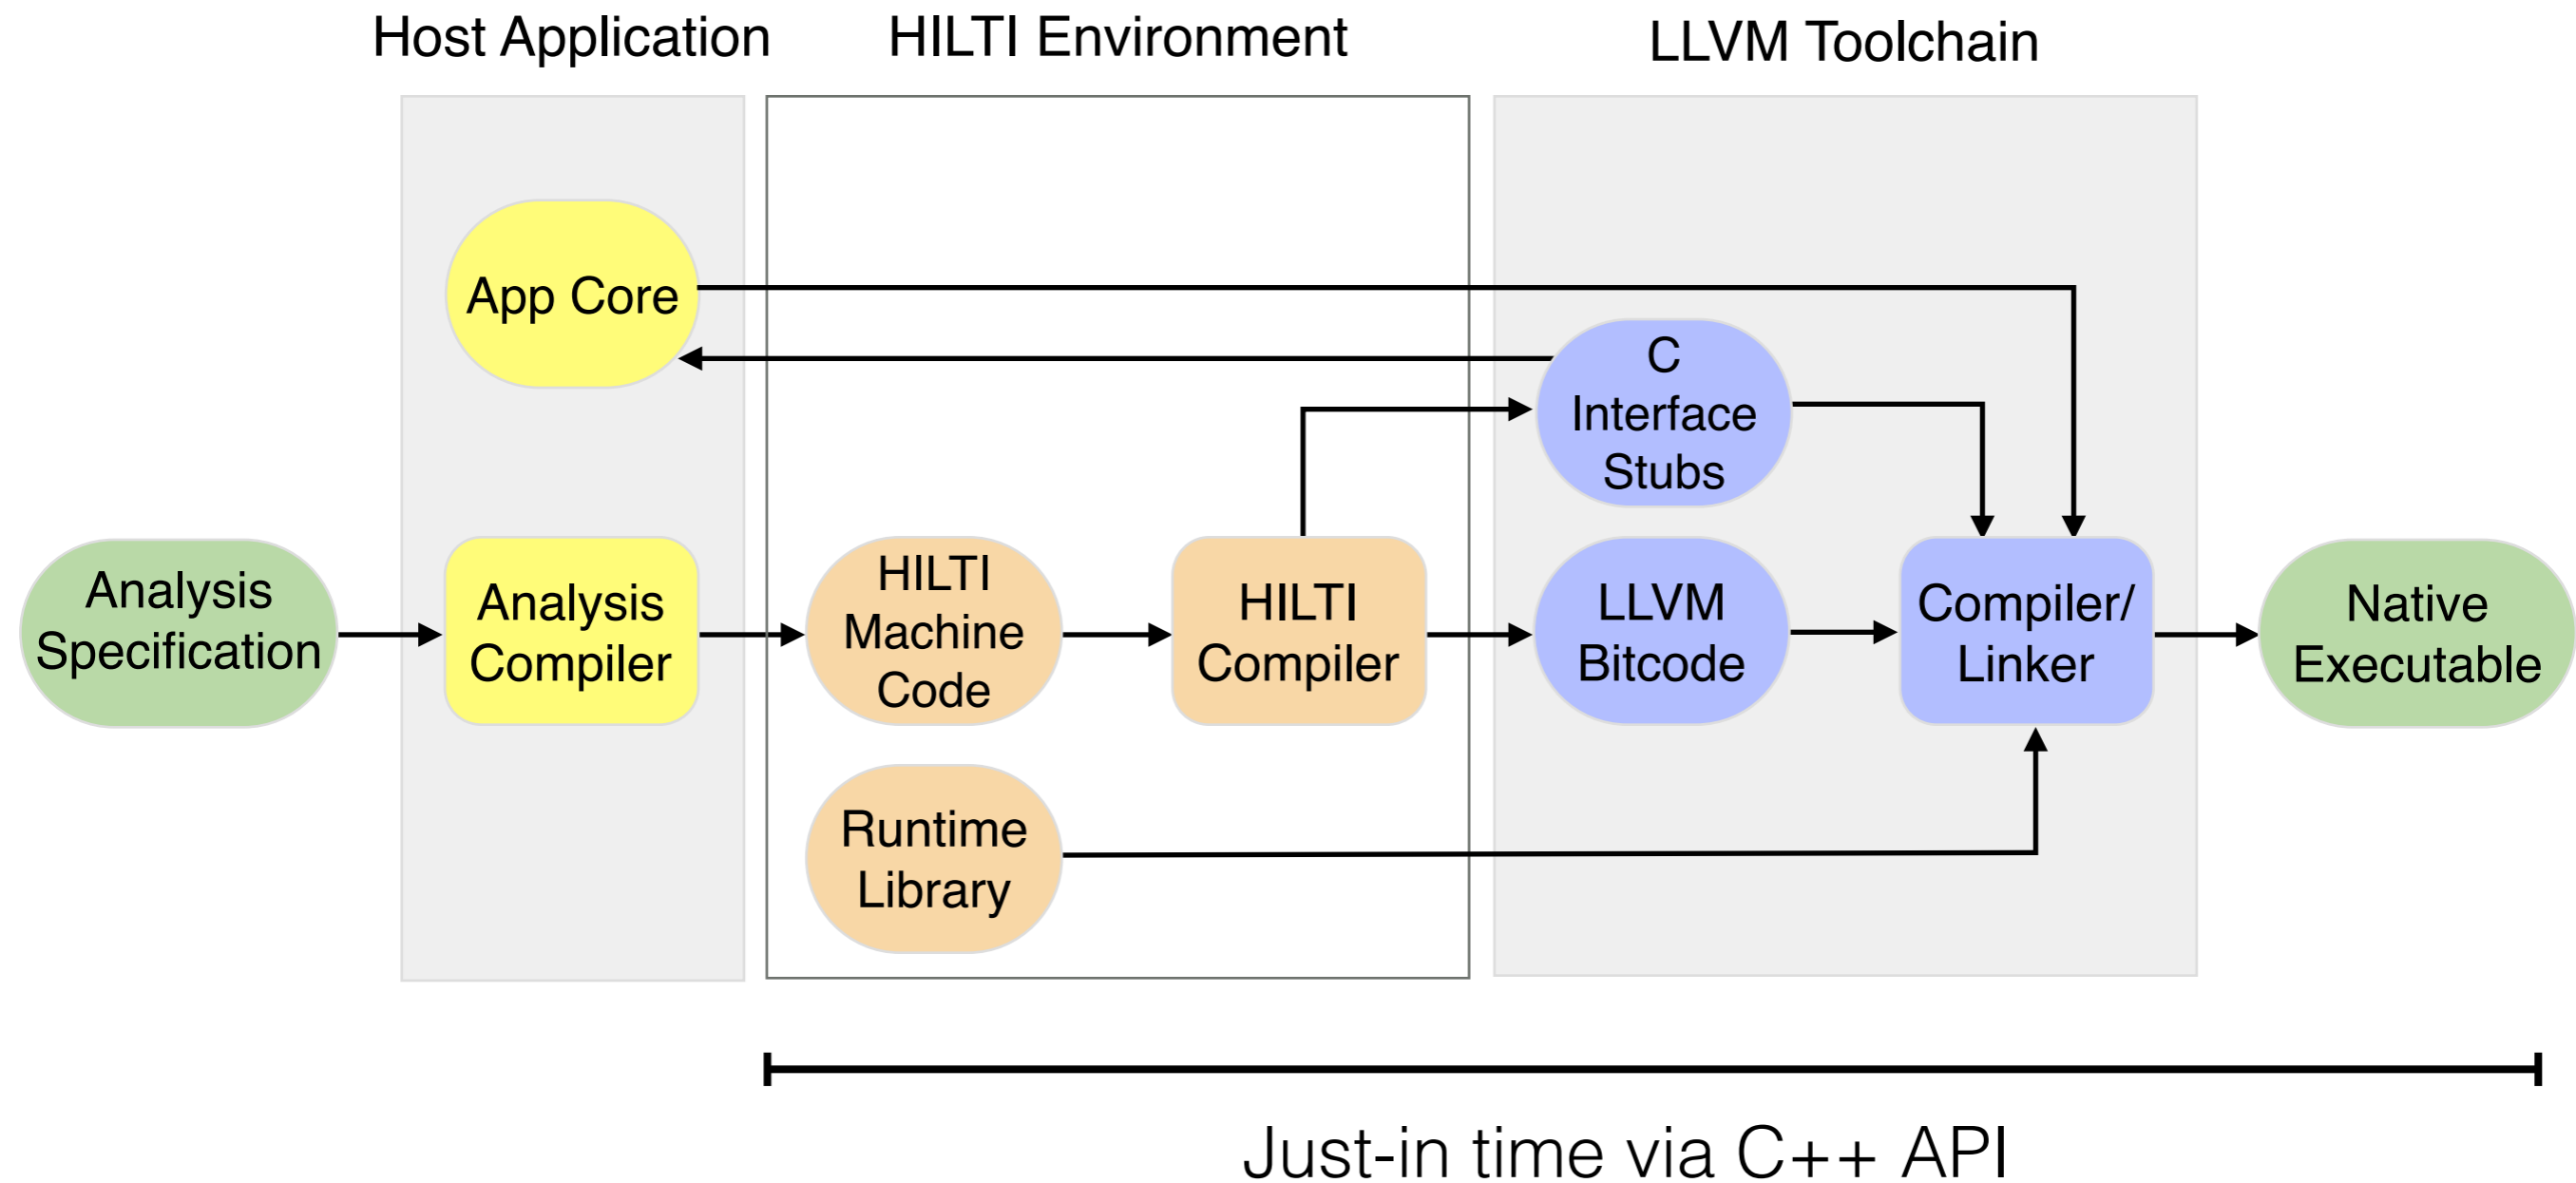 Host Application
HILTI Environment
LLVM Toolchain
App Core
C
Interface
Stubs
Analysis
Specification
Analysis
Compiler
HILTI
Machine
Code
HILTI
Compiler
LLVM
Bitcode
Compiler/
Linker
Native
Executable
Runtime
Library
Just-in time via C++ API